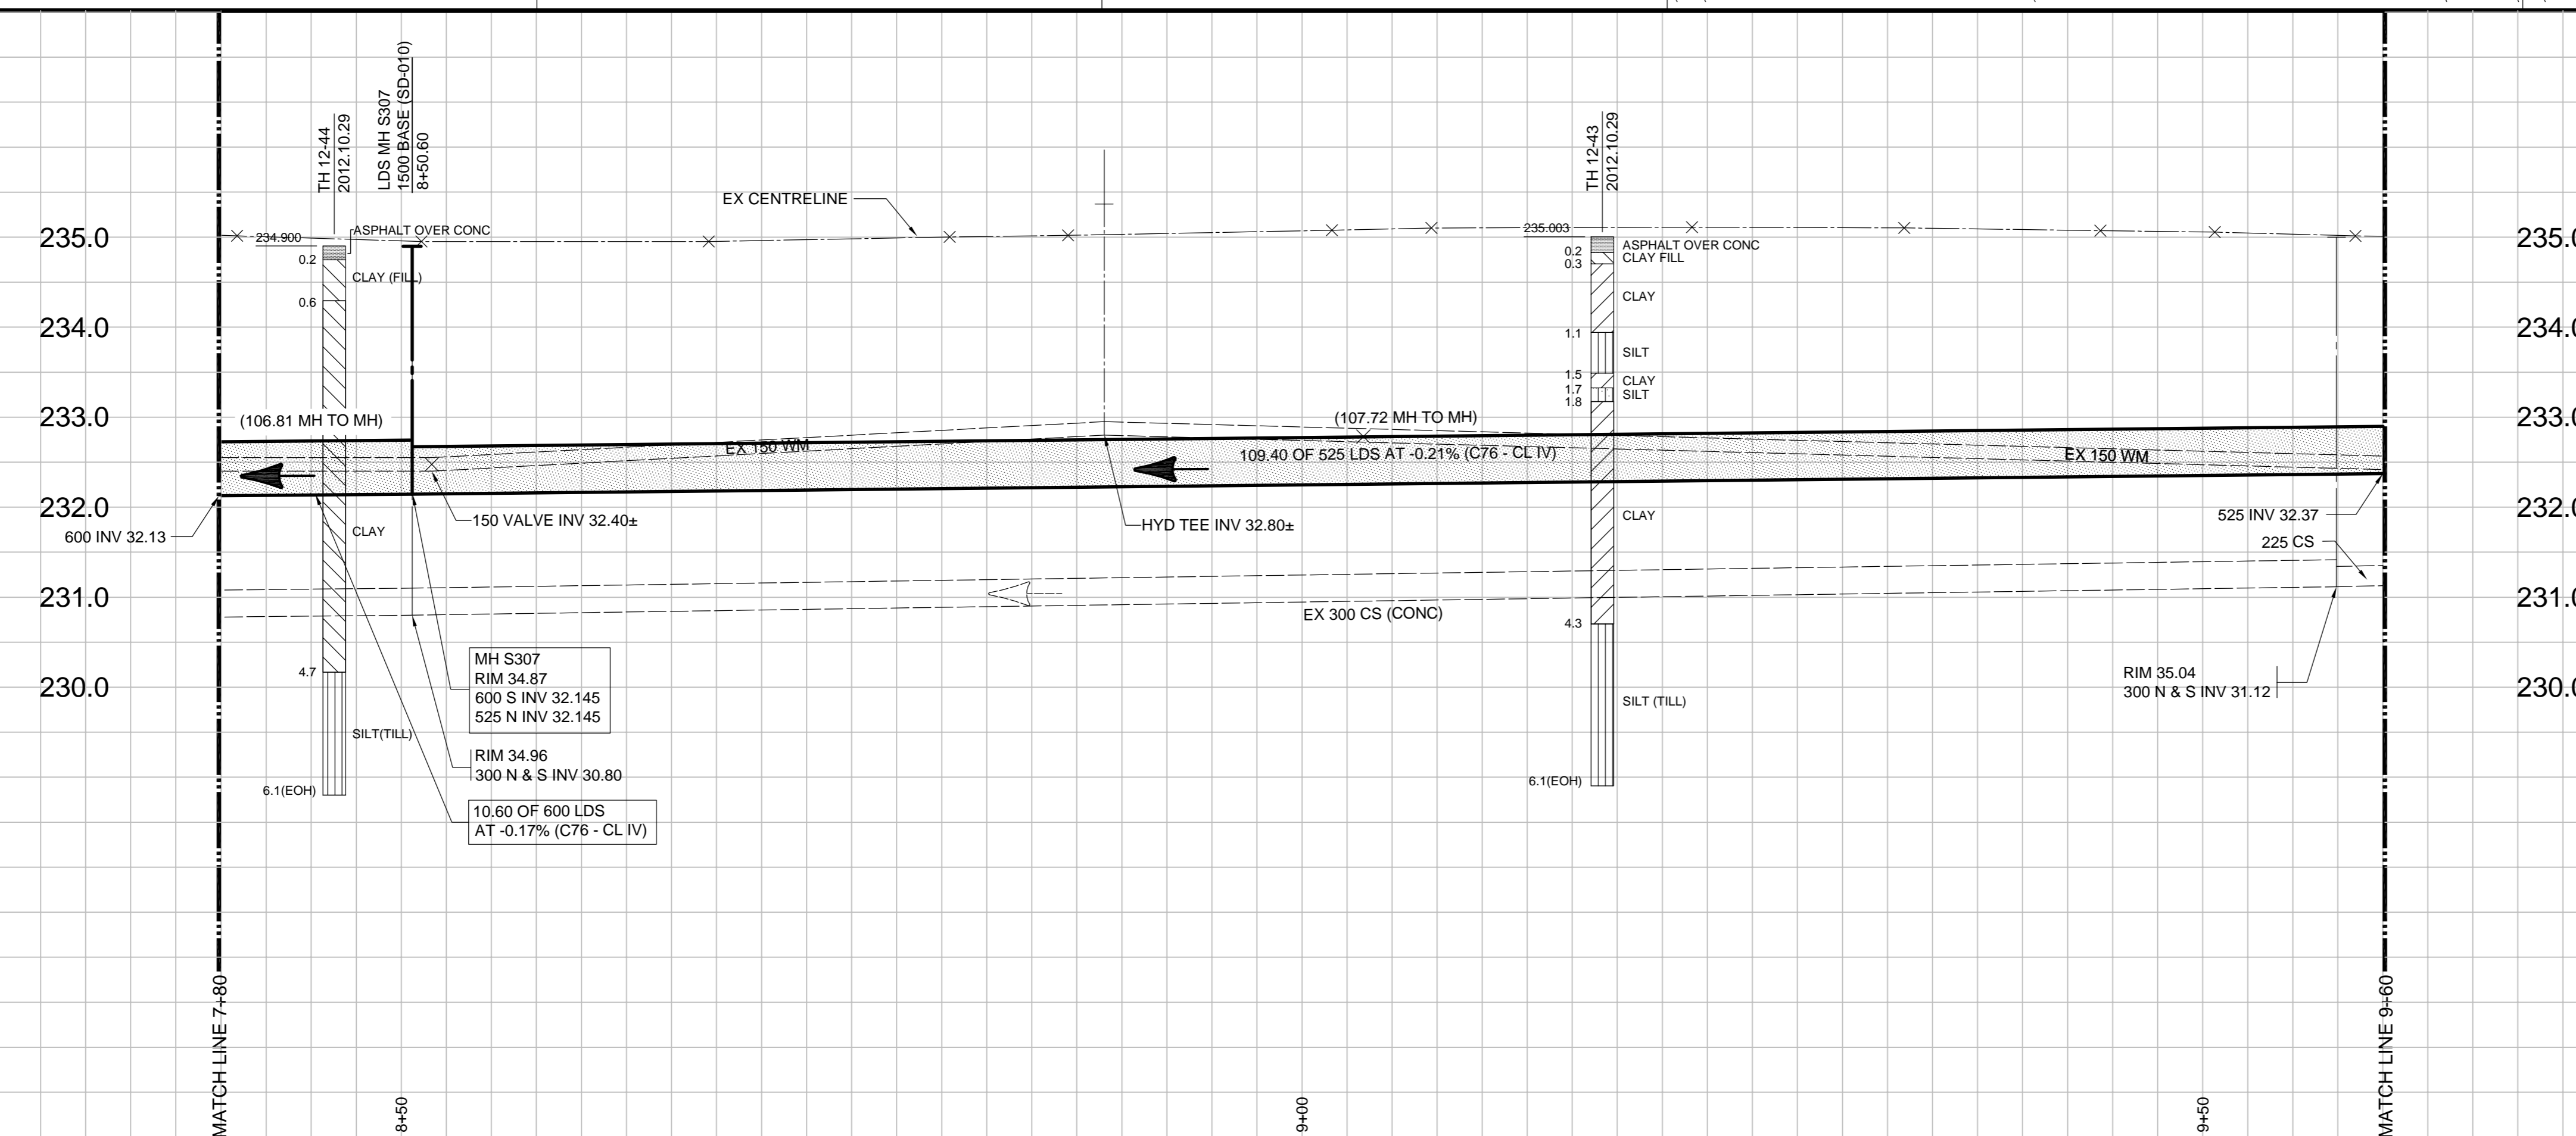 TH 12-44
2012.10.29
LDS MH S307
1500 BASE (SD-010)
8+50.60
TH 12-43
2012.10.29
EX CENTRELINE
235.0
234.900
ASPHALT OVER CONC
235.003
ASPHALT OVER CONC
235.0
0.2
0.2
CLAY FILL
0.3
CLAY (FILL)
CLAY
0.6
234.0
1.1
234.0
SILT
1.5
CLAY
1.7
SILT
1.8
233.0
(106.81 MH TO MH)
(107.72 MH TO MH)
233.0
EX 150 WM
109.40 OF 525 LDS AT -0.21% (C76 - CL IV)
EX 150 WM
232.0
150 VALVE INV 32.40±
HYD TEE INV 32.80±
CLAY
525 INV 32.37
232.0
600 INV 32.13
CLAY
225 CS
231.0
EX 300 CS (CONC)
231.0
4.3
MH S307
RIM 34.87
600 S INV 32.145
525 N INV 32.145
4.7
230.0
RIM 35.04
300 N & S INV 31.12
230.0
SILT (TILL)
SILT(TILL)
RIM 34.96
300 N & S INV 30.80
6.1(EOH)
6.1(EOH)
10.60 OF 600 LDS
AT -0.17% (C76 - CL IV)
MATCH LINE 7+80
8+50
9+00
9+50
MATCH LINE 9+60